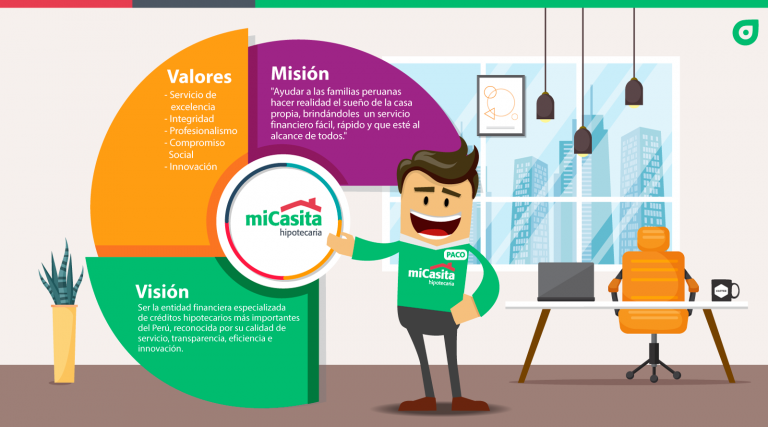 Valores
- Servicio de
excelencia
- Integridad
- Profesionalismo
- Compromiso
Social
- Innovación
Misión
"Ayudar a las familias peruanas
hacer realidad el sueño de la casa
propia, brindándoles un servicio
financiero fácil, rápido y que esté al
alcance de todos."
miCasita
hipotecaria
PACO
miCasita
hipotecaria
Visión
Ser la entidad financiera especializada
de créditos hipotecarios más importantes
del Perú, reconocida por su calidad de
servicio, transparencia, eficiencia e
innovación.